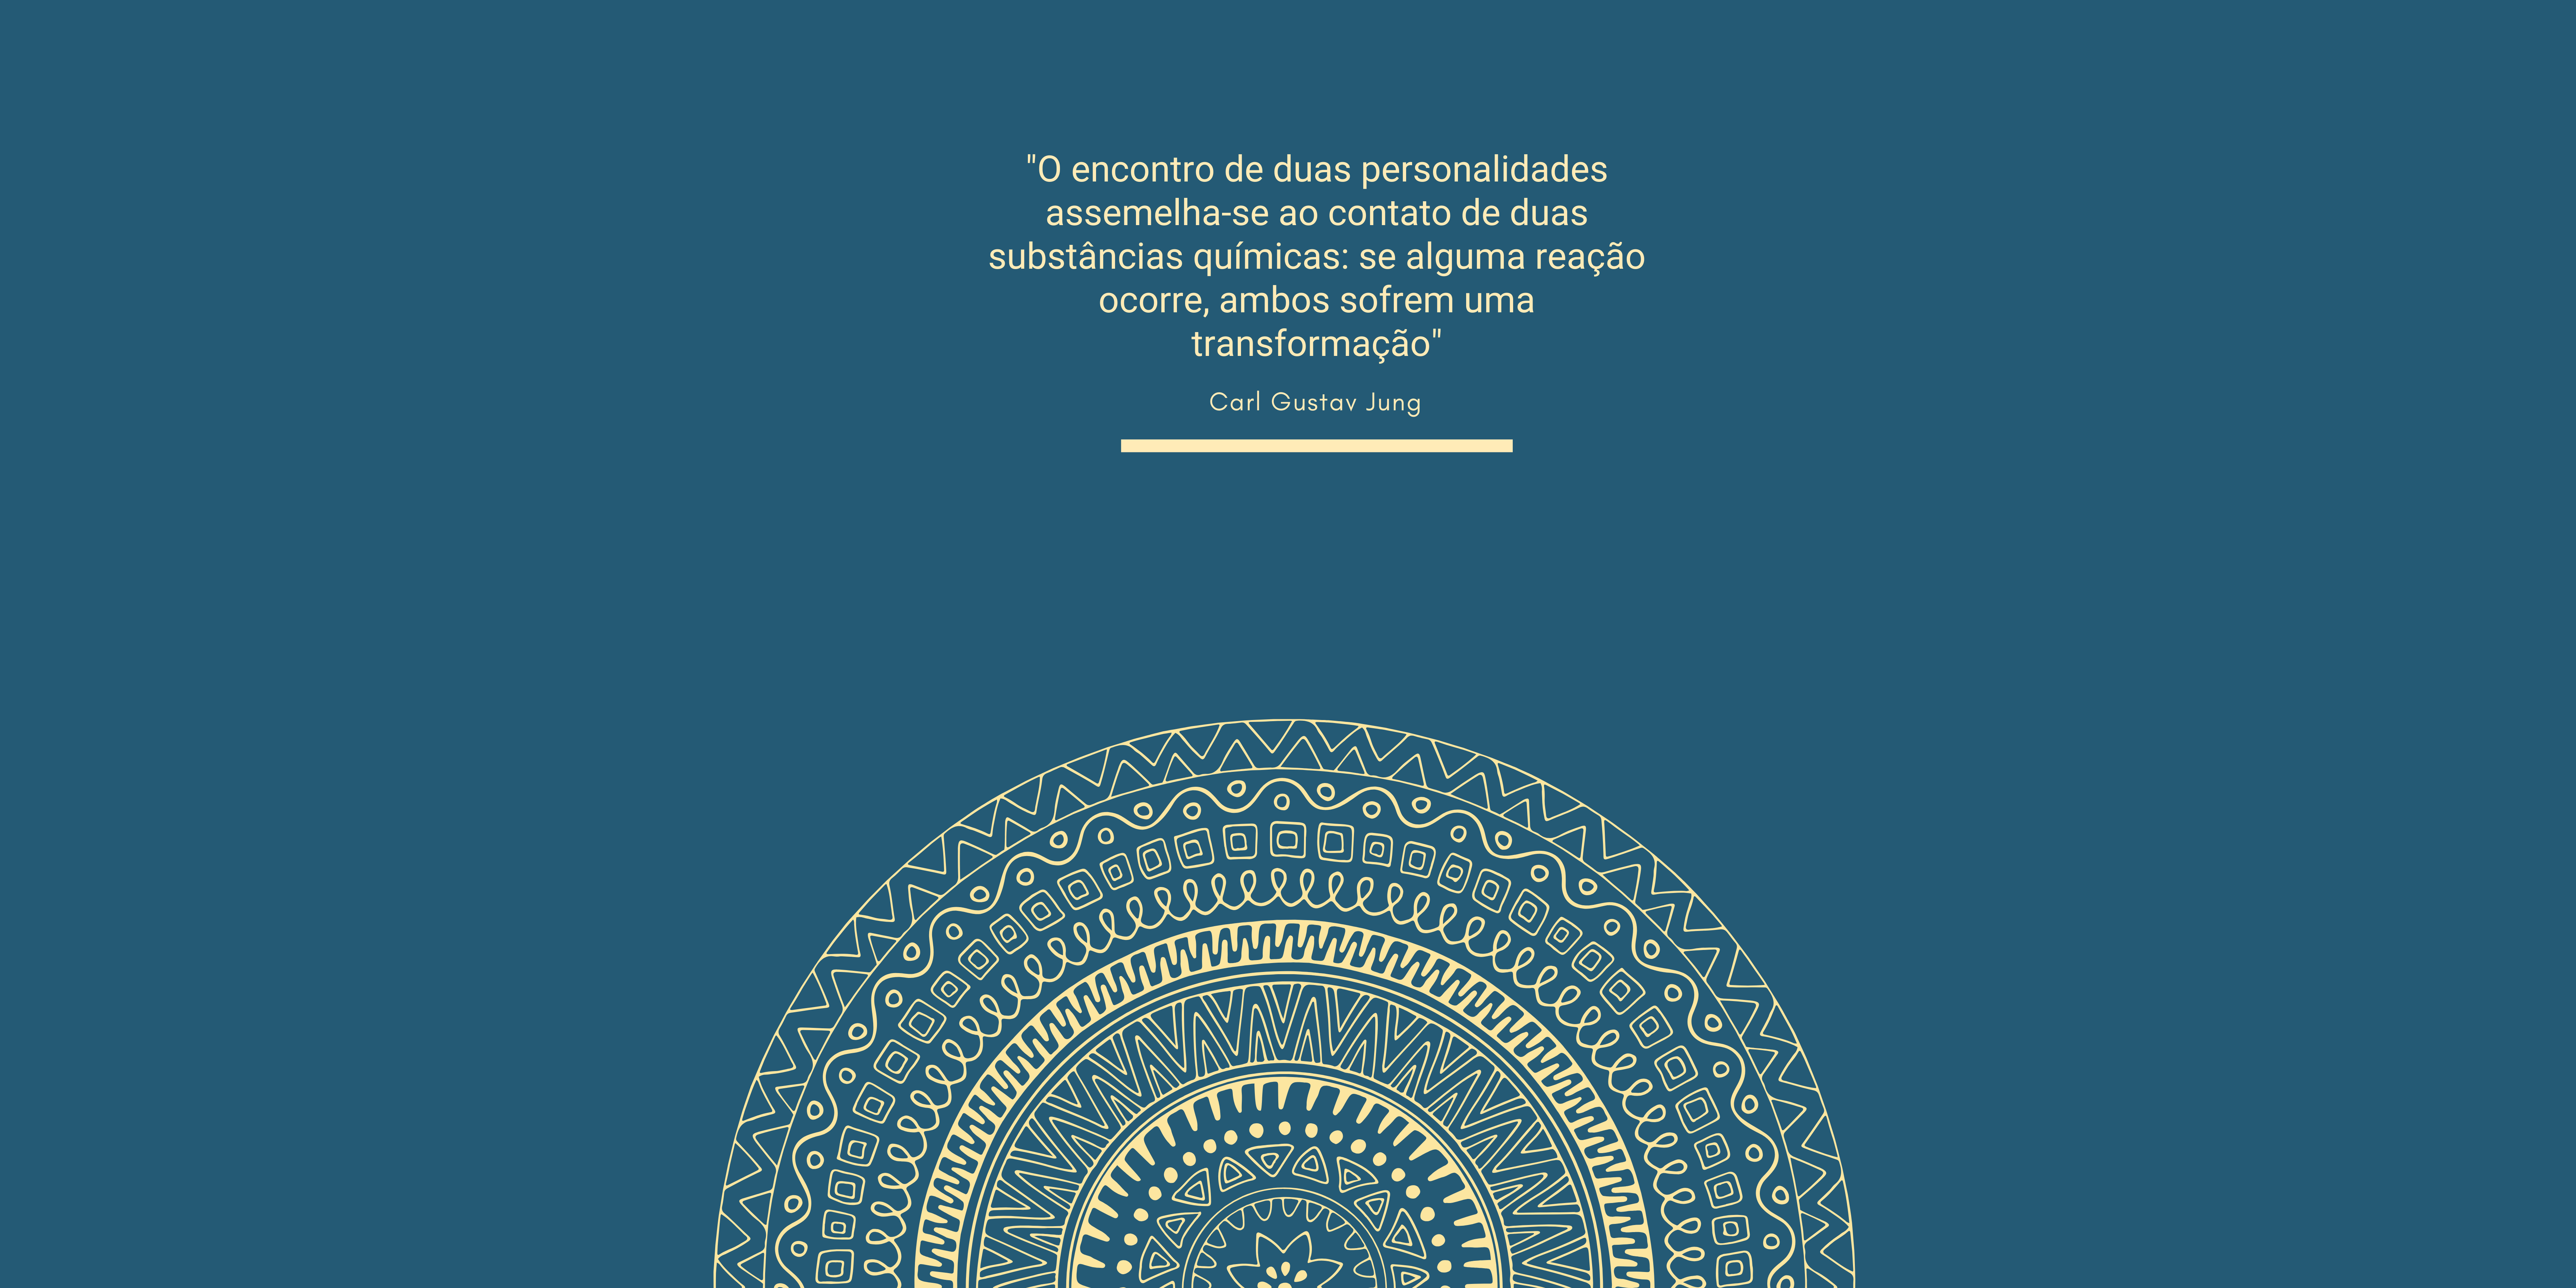 "O encontro de duas personalidades
assemelha-se ao contato de duas
substâncias químicas: se alguma reação
ocorre, ambos sofrem uma
transformação"
Carl Gustav Jung